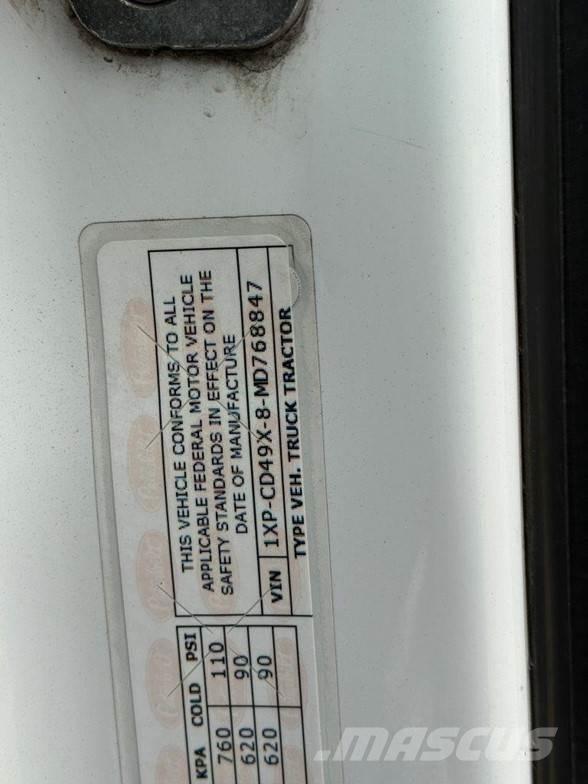 THIS VEHICLE CONFORMS TO ALL
APPLICABLE FEDERAL MOTOR VEHICLE
SAFETY STANDARDS IN EFFECT ON THE
DATE OF MANUFACTURE
VIN 1XP-CD49X-8-MD768847
TYPE VEH. TRUCK TRACTOR
KPA COLD PSI
760 110
620 90
620 90
MASCUS